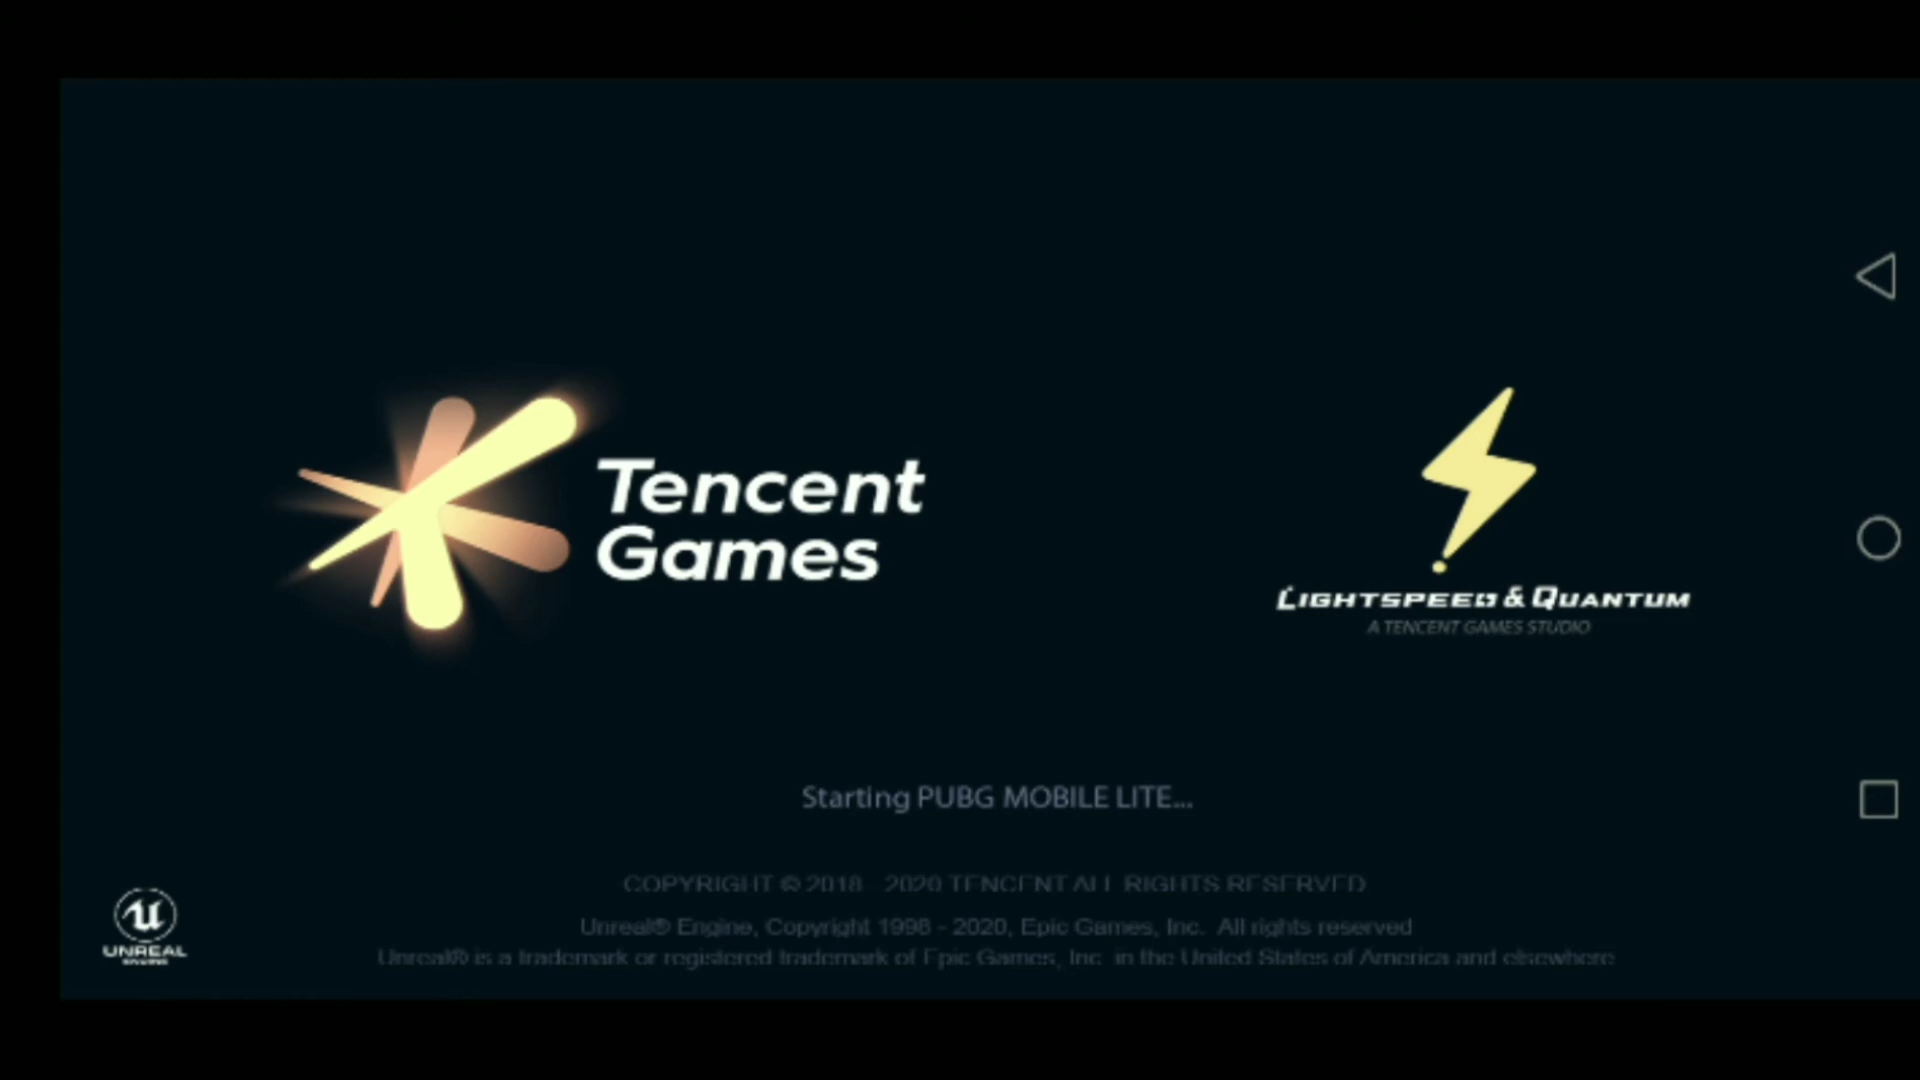 Tencent
Games
LIGHTSPEED & QUANTUM
A TENCENT GAMES STUDIO
Starting PUBG MOBILE LITE...
COPYRIGHT © 2018 - 2020 TENCENT ALL RIGHTS RESERVED
Unreal® Engine, Copyright 1998 - 2020, Epic Games, Inc. All rights reserved
Unreal® is a trademark or registered trademark of Epic Games, Inc. in the United States of America and elsewhere
UNREAL
ENGINE